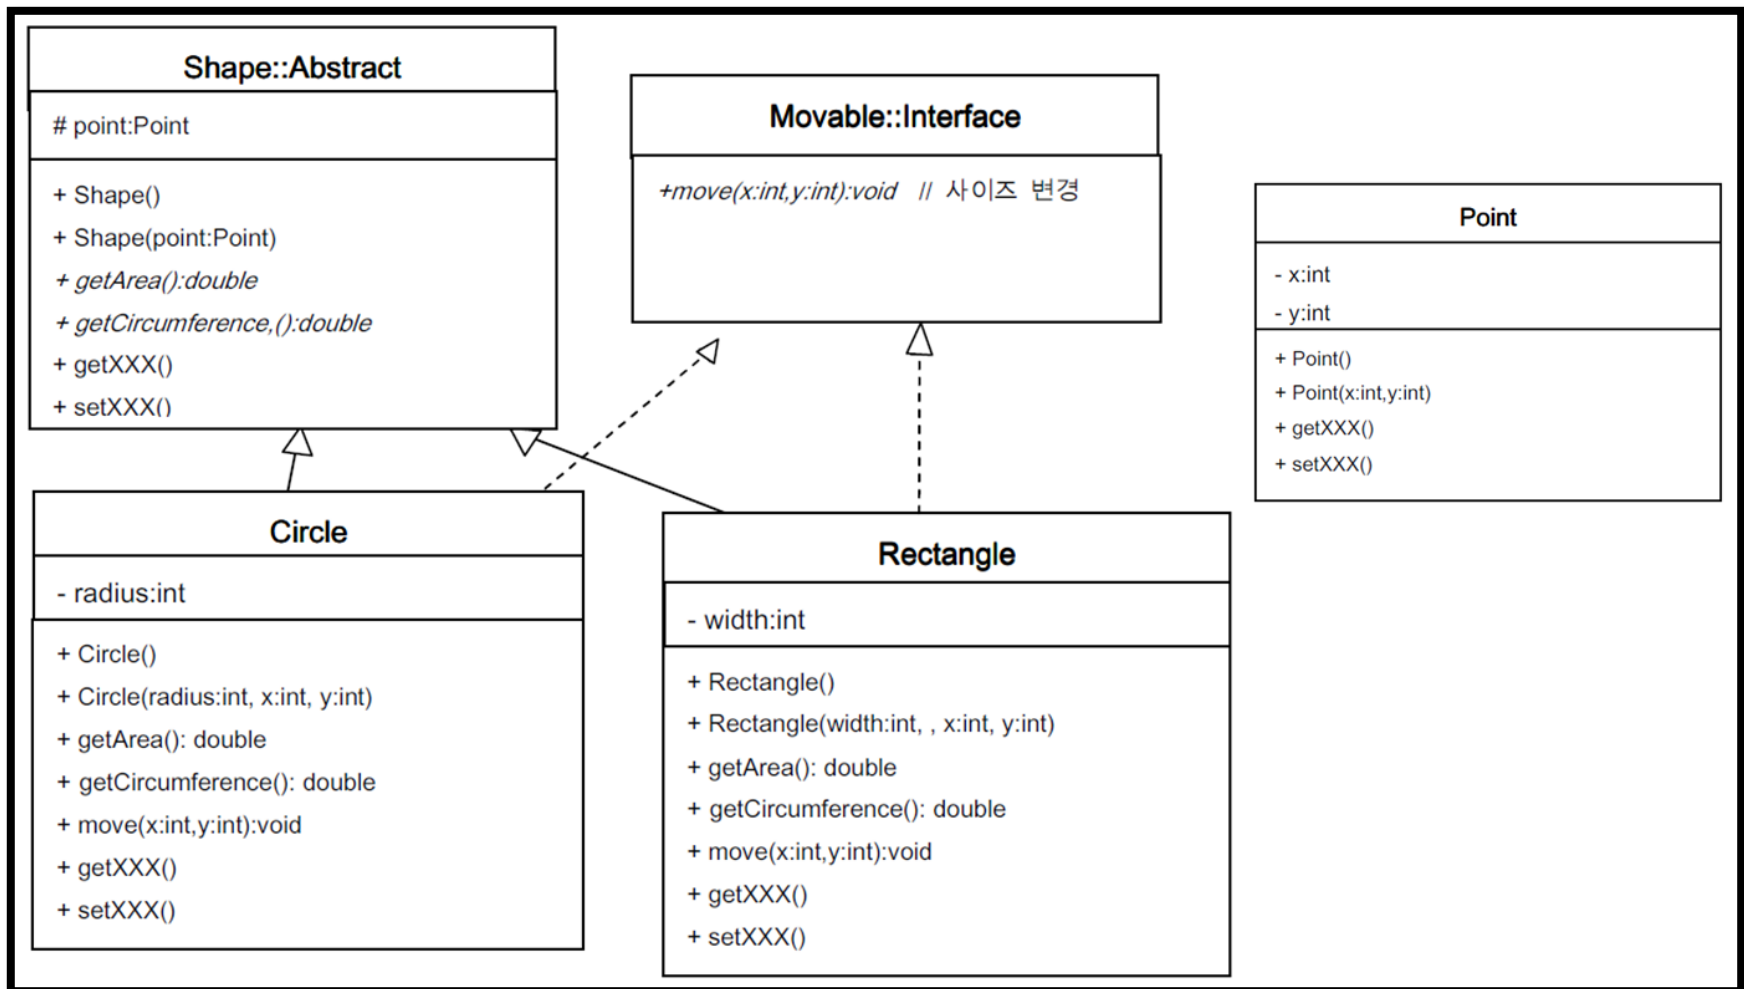 Shape::Abstract
# point:Point
+ Shape()
+ Shape(point:Point)
+ getArea():double
+ getCircumference,():double
+ getXXX()
+ setXXX()
Movable::Interface
+move(x:int,y:int):void // 사이즈 변경
Point
- x:int
- y:int
+ Point()
+ Point(x:int,y:int)
+ getXXX()
+ setXXX()
Circle
- radius:int
+ Circle()
+ Circle(radius:int, x:int, y:int)
+ getArea(): double
+ getCircumference(): double
+ move(x:int,y:int):void
+ getXXX()
+ setXXX()
Rectangle
- width:int
+ Rectangle()
+ Rectangle(width:int, , x:int, y:int)
+ getArea(): double
+ getCircumference(): double
+ move(x:int,y:int):void
+ getXXX()
+ setXXX()